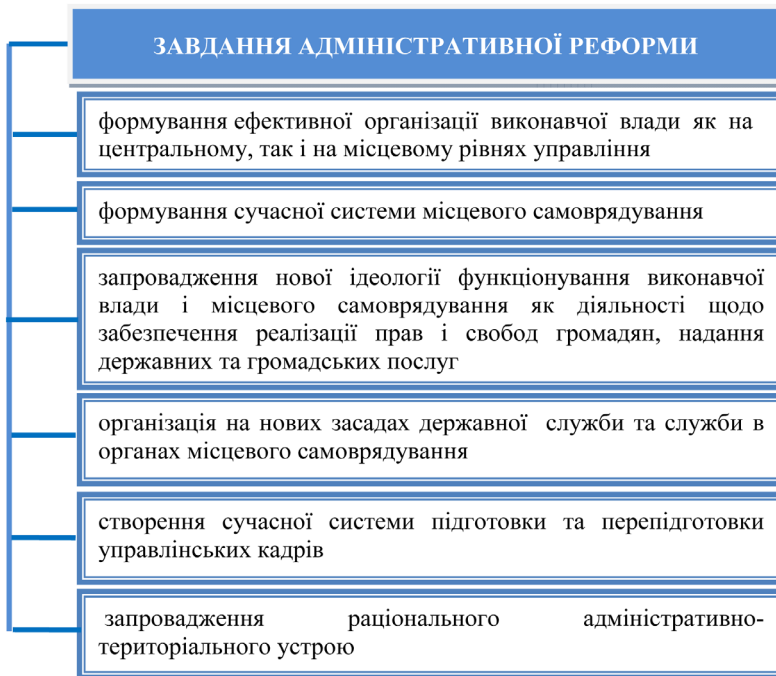 ЗАВДАННЯ АДМІНІСТРАТИВНОЇ РЕФОРМИ
формування ефективної організації виконавчої влади як на
центральному, так і на місцевому рівнях управління
формування сучасної системи місцевого самоврядування
запровадження нової ідеології функціонування виконавчої
влади і місцевого самоврядування як діяльності щодо
забезпечення реалізації прав і свобод громадян, надання
державних та громадських послуг
організація на нових засадах державної служби та служби в
органах місцевого самоврядування
створення сучасної системи підготовки та перепідготовки
управлінських кадрів
запровадження раціонального адміністративно-
територіального устрою